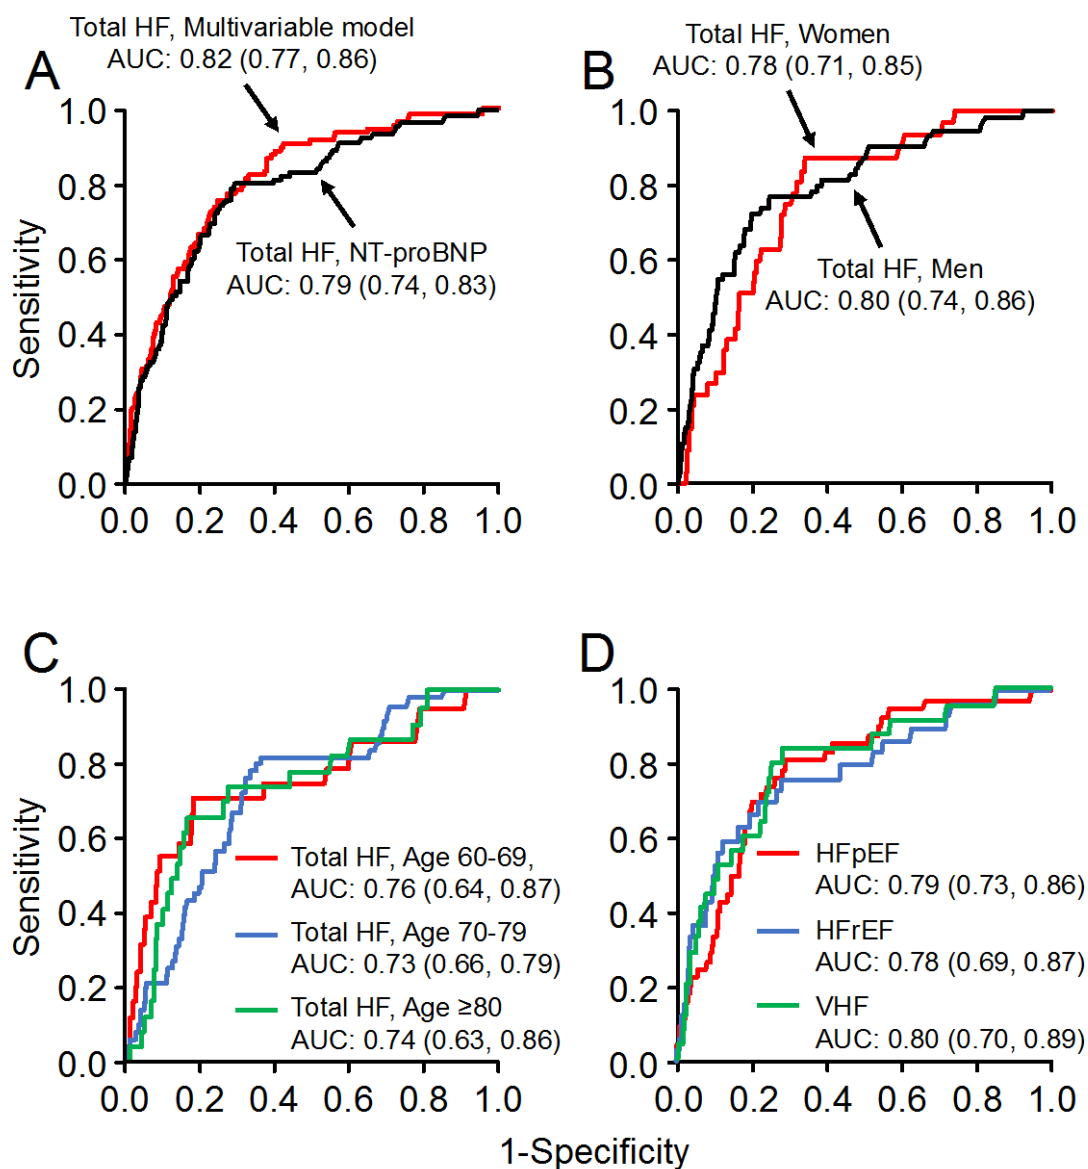 Total HF, Multivariable model
AUC: 0.82 (0.77, 0.86)
A
1.0
0.8
0.6
0.4
0.2
0.0
Sensitivity
Total HF, NT-proBNP
AUC: 0.79 (0.74, 0.83)
0.0 0.2 0.4 0.6 0.8 1.0
Total HF, Women
AUC: 0.78 (0.71, 0.85)
B
1.0
0.8
0.6
0.4
0.2
0.0
Total HF, Men
AUC: 0.80 (0.74, 0.86)
0.0 0.2 0.4 0.6 0.8 1.0
C
1.0
0.8
0.6
0.4
0.2
0.0
Sensitivity
Total HF, Age 60-69,
AUC: 0.76 (0.64, 0.87)
Total HF, Age 70-79
AUC: 0.73 (0.66, 0.79)
Total HF, Age ≥80
AUC: 0.74 (0.63, 0.86)
0.0 0.2 0.4 0.6 0.8 1.0
D
1.0
0.8
0.6
0.4
0.2
0.0
HFpEF
AUC: 0.79 (0.73, 0.86)
HFrEF
AUC: 0.78 (0.69, 0.87)
VHF
AUC: 0.80 (0.70, 0.89)
0.0 0.2 0.4 0.6 0.8 1.0
1-Specificity